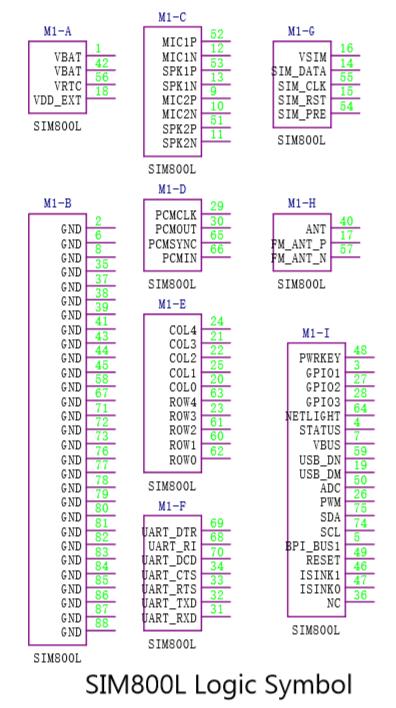 M1-A
VBAT 1
VBAT 42
VRTC 56
VDD_EXT 18
SIM800L
M1-C
MIC1P 52
MIC1N 12
SPK1P 53
SPK1N 13
MIC2P 9
MIC2N 10
SPK2P 51
SPK2N 11
SIM800L
M1-G
VSIM 16
SIM_DATA 14
SIM_CLK 55
SIM_RST 15
SIM_PRE 54
SIM800L
M1-B
GND 2
GND 6
GND 8
GND 35
GND 37
GND 38
GND 39
GND 41
GND 43
GND 44
GND 45
GND 58
GND 67
GND 71
GND 72
GND 73
GND 76
GND 77
GND 78
GND 79
GND 80
GND 81
GND 82
GND 83
GND 84
GND 85
GND 86
GND 87
GND 88
SIM800L
M1-D
PCMCLK 29
PCMOUT 30
PCMSYNC 65
PCMIN 66
SIM800L
M1-E
COL4 24
COL3 21
COL2 22
COL1 25
COL0 20
ROW4 63
ROW3 23
ROW2 61
ROW1 60
ROW0 62
SIM800L
M1-F
UART_DTR 69
UART_RI 68
UART_DCD 70
UART_CTS 34
UART_RTS 33
UART_TXD 32
UART_RXD 31
SIM800L
M1-H
ANT 40
FM_ANT_P 17
FM_ANT_N 57
SIM800L
M1-I
PWRKEY 48
GPIO1 3
GPIO2 27
GPIO3 28
NETLIGHT 64
STATUS 4
VBUS 7
USB_DN 59
USB_DM 19
ADC 50
PWM 26
SDA 75
SCL 74
BPI_BUS1 5
RESET 49
ISINK1 46
ISINK0 47
NC 36
SIM800L
SIM800L Logic Symbol